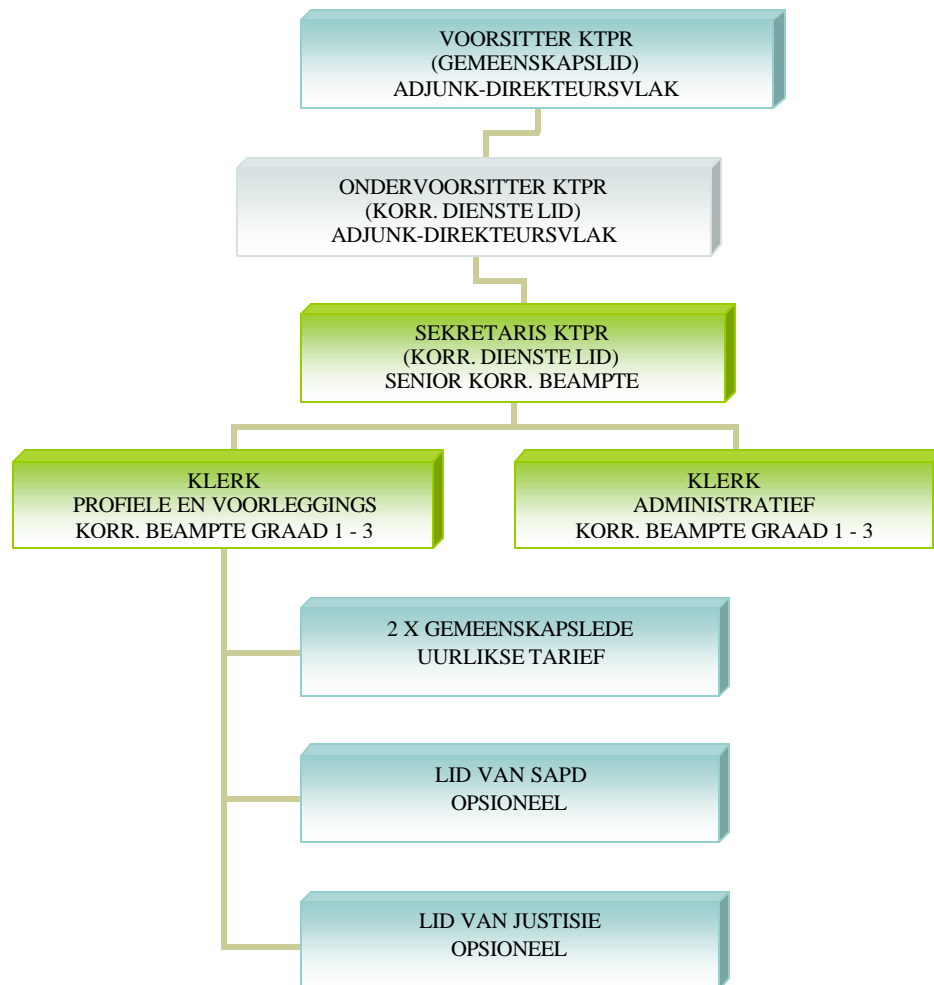 VOORSITTER KTPR
(GEMEENSKAPSLID)
ADJUNK-DIREKTEURSVLAK
ONDERVOORSITTER KTPR
(KORR. DIENSTE LID)
ADJUNK-DIREKTEURSVLAK
SEKRETARIS KTPR
(KORR. DIENSTE LID)
SENIOR KORR. BEAMPTE
KLERK
PROFIELE EN VOORLEGGINGS
KORR. BEAMPTE GRAAD 1 - 3
KLERK
ADMINISTRATIEF
KORR. BEAMPTE GRAAD 1 - 3
2 X GEMEENSKAPSLEDE
UURLIKSE TARIEF
LID VAN SAPD
OPSIONEEL
LID VAN JUSTISIE
OPSIONEEL